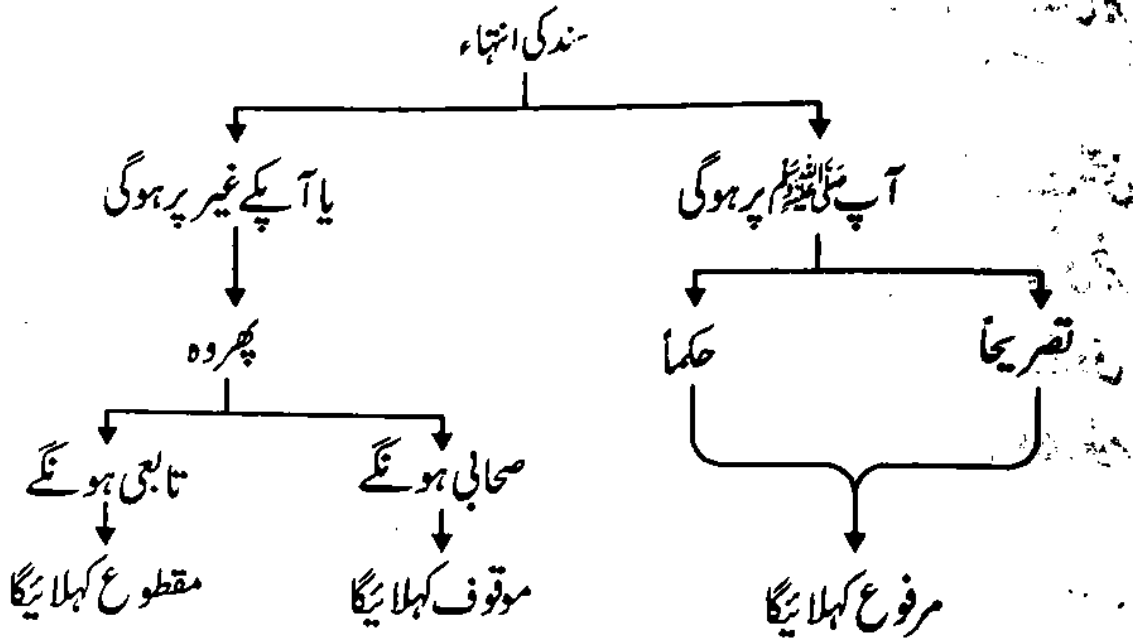 سند کی انتہاء
آپ ﷺ پر ہوگی
یا آپکے غیر پر ہوگی
تصریحاً
حکماً
پھر وہ
صحابی ہونگے
تابعی ہونگے
مرفوع کہلائیگا
موقوف کہلائیگا
مقطوع کہلائیگا